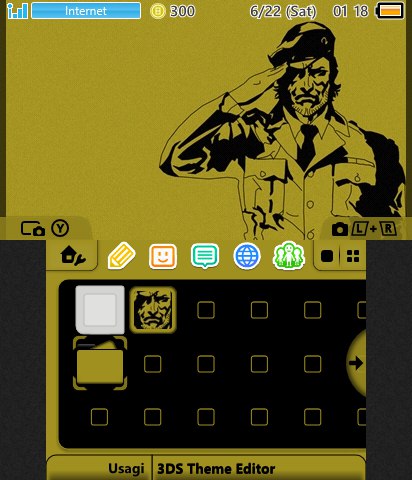 Internet
300
6/22 (Sat)
01 18
Y
L+R
Usagi
3DS Theme Editor